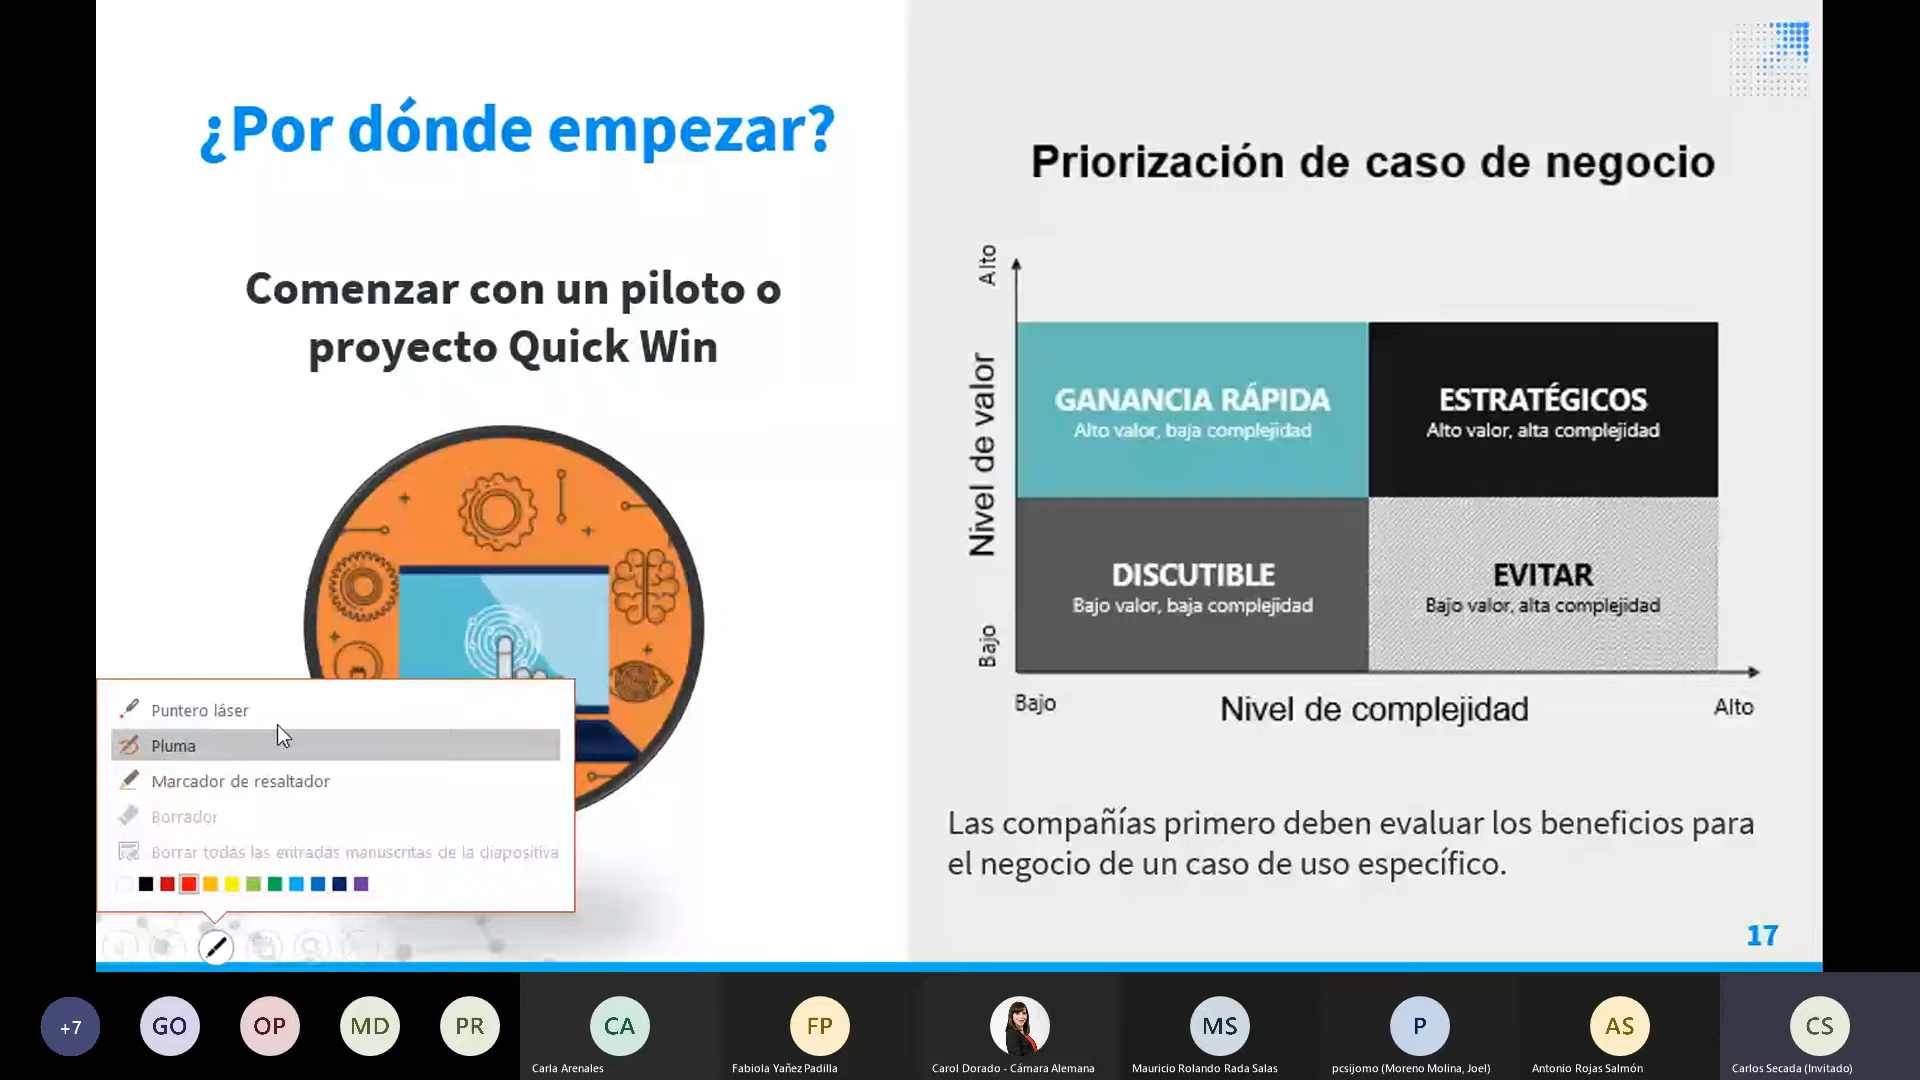 ¿Por dónde empezar?
Comenzar con un piloto o
proyecto Quick Win
Puntero láser
Pluma
Marcador de resaltador
Borrador
Borrar todas las entradas manuscritas de la diapositiva
Priorización de caso de negocio
Alto
Nivel de valor
Bajo
GANANCIA RÁPIDA
Alto valor, baja complejidad
ESTRATÉGICOS
Alto valor, alta complejidad
DISCUTIBLE
Bajo valor, baja complejidad
EVITAR
Bajo valor, alta complejidad
Bajo
Nivel de complejidad
Alto
Las compañías primero deben evaluar los beneficios para
el negocio de un caso de uso específico.
17
+7
GO
OP
MD
PR
CA
Carla Arenales
FP
Fabiola Yañez Padilla
Carol Dorado - Cámara Alemana
MS
Mauricio Rolando Rada Salas
P
pcsijomo (Moreno Molina, Joel)
AS
Antonio Rojas Salmón
CS
Carlos Secada (Invitado)